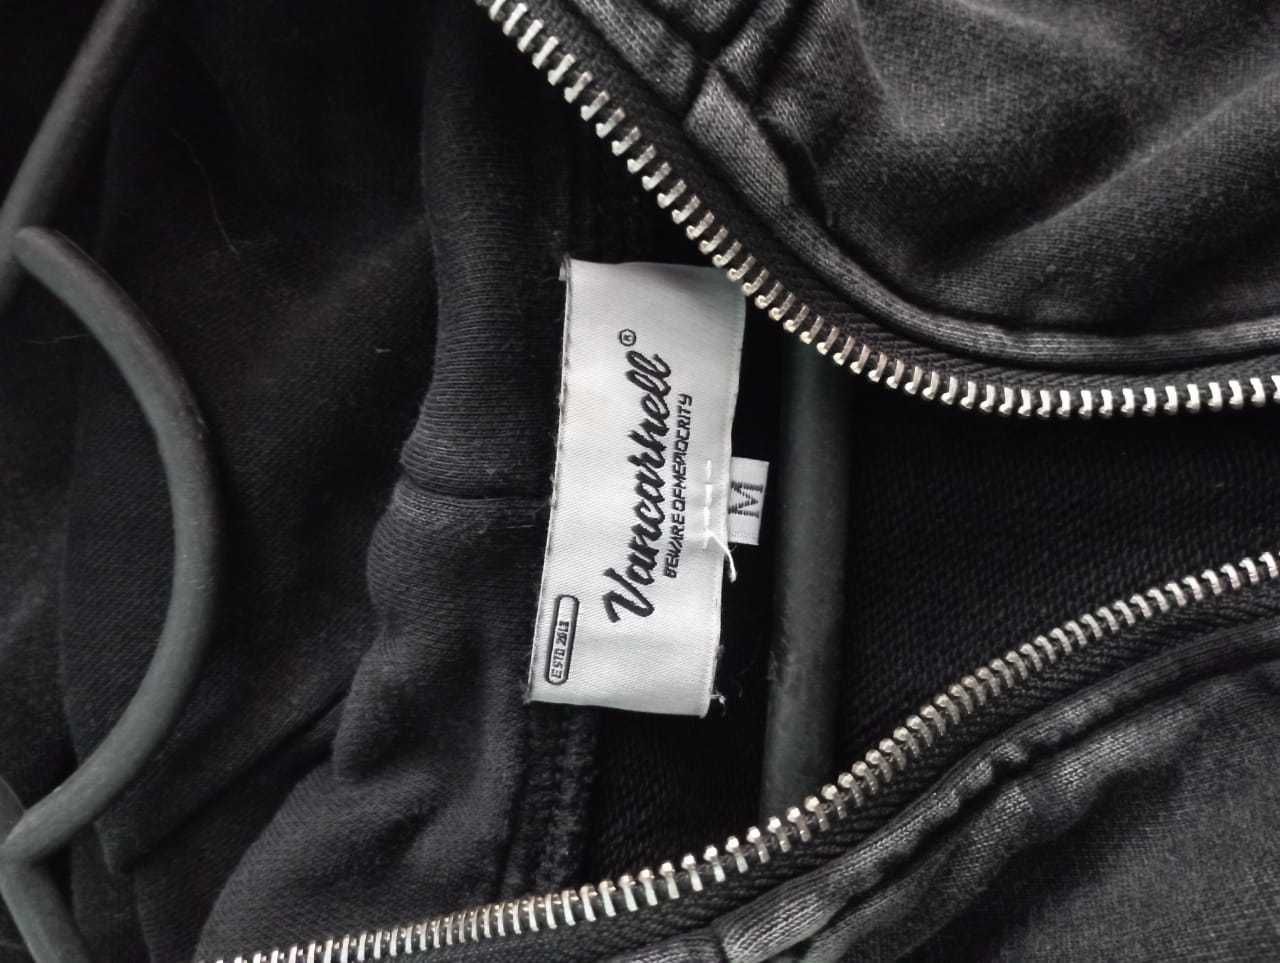 Vancarhell®
BEWARE OF MEDIOCRITY
ESTD 2013
M